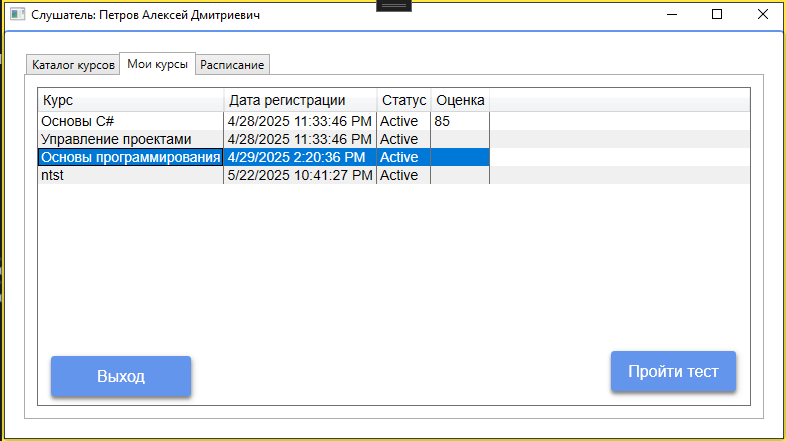 Слушатель: Петров Алексей Дмитриевич
Каталог курсов Мои курсы Расписание
Курс Дата регистрации Статус Оценка
Основы C# 4/28/2025 11:33:46 PM Active 85
Управление проектами 4/28/2025 11:33:46 PM Active
Основы программирования 4/29/2025 2:20:36 PM Active
ntst 5/22/2025 10:41:27 PM Active
Выход Пройти тест